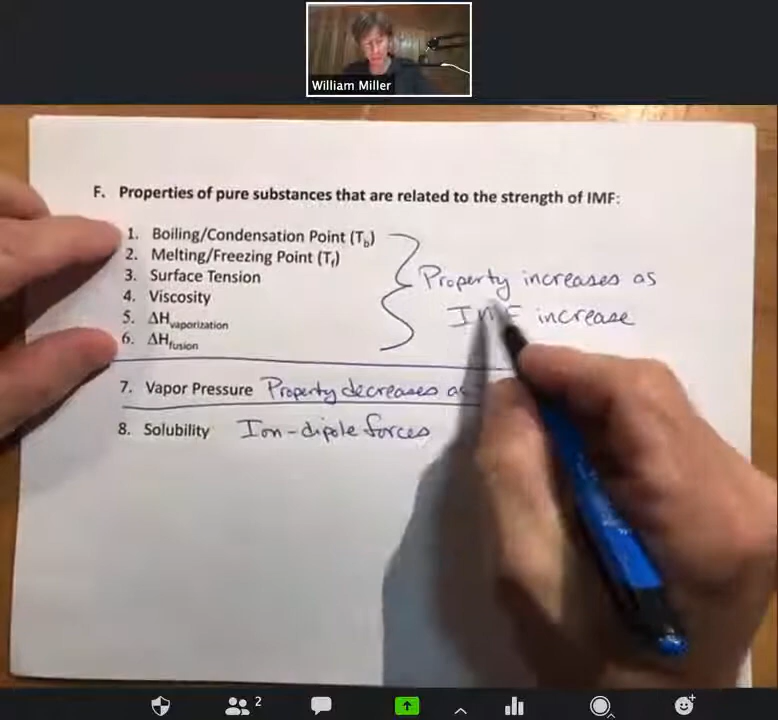 William Miller
F. Properties of pure substances that are related to the strength of IMF:
1. Boiling/Condensation Point (Tb)
2. Melting/Freezing Point (Tf)
3. Surface Tension
4. Viscosity
5. ΔHvaporization
6. ΔHfusion
Property increases as
IMF increase
7. Vapor Pressure Property decreases as
8. Solubility Ion-dipole forces
2